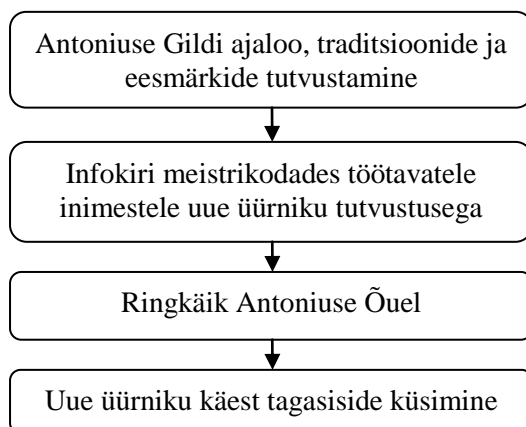 Antoniuse Gildi ajaloo, traditsioonide ja
eesmärkide tutvustamine
Infokiri meistrikodades töötavatele
inimestele uue üürniku tutvustusega
Ringkäik Antoniuse Õuel
Uue üürniku käest tagasiside küsimine